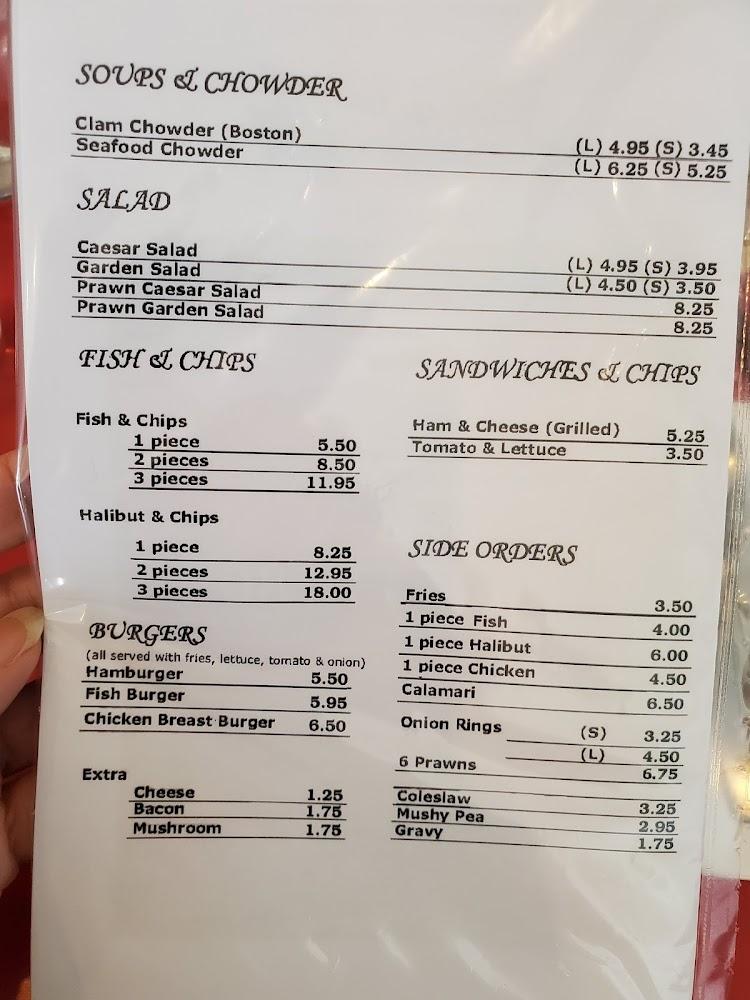 SOUPS & CHOWDER
Clam Chowder (Boston) (L) 4.95 (S) 3.45
Seafood Chowder (L) 6.25 (S) 5.25
SALAD
Caesar Salad (L) 4.95 (S) 3.95
Garden Salad (L) 4.50 (S) 3.50
Prawn Caesar Salad 8.25
Prawn Garden Salad 8.25
FISH & CHIPS
Fish & Chips
1 piece 5.50
2 pieces 8.50
3 pieces 11.95
Halibut & Chips
1 piece 8.25
2 pieces 12.95
3 pieces 18.00
BURGERS
(all served with fries, lettuce, tomato & onion)
Hamburger 5.50
Fish Burger 5.95
Chicken Breast Burger 6.50
Extra
Cheese 1.25
Bacon 1.75
Mushroom 1.75
SANDWICHES & CHIPS
Ham & Cheese (Grilled) 5.25
Tomato & Lettuce 3.50
SIDE ORDERS
Fries 3.50
1 piece Fish 4.00
1 piece Halibut 6.00
1 piece Chicken 4.50
Calamari 6.50
Onion Rings (S) 3.25
(L) 4.50
6 Prawns 6.75
Coleslaw 3.25
Mushy Pea 2.95
Gravy 1.75